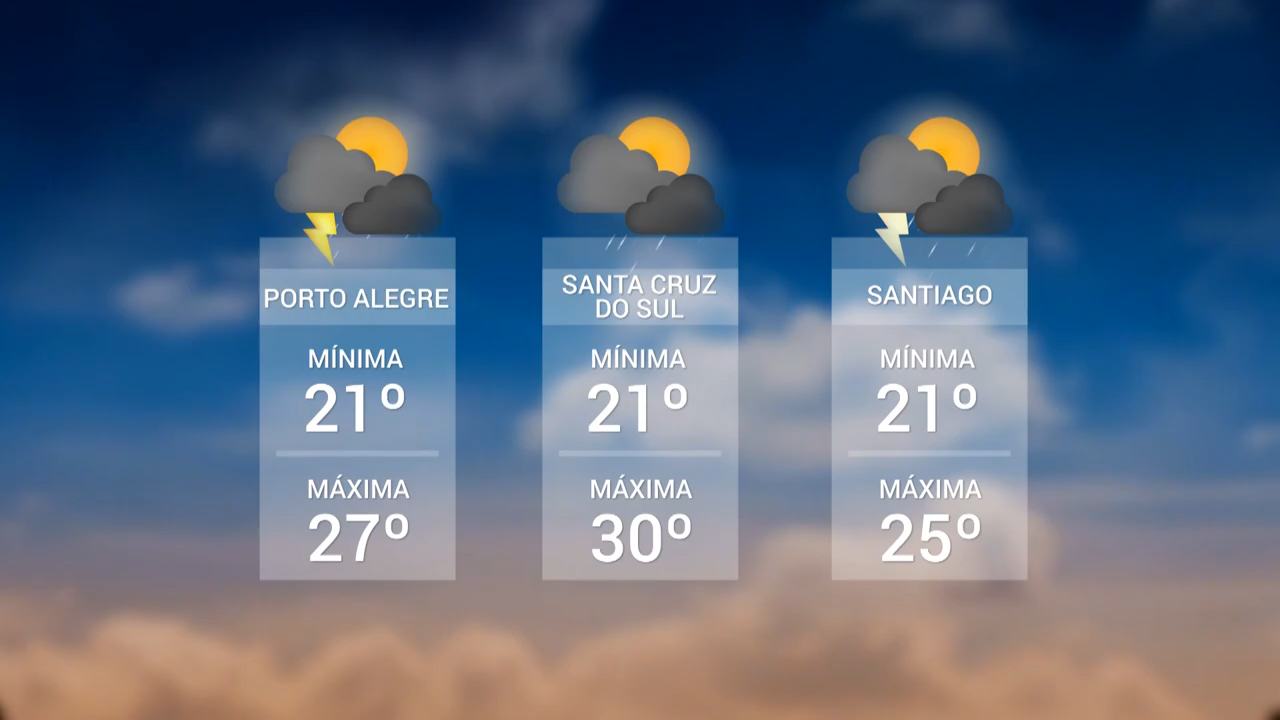 PORTO ALEGRE
MÍNIMA
21º
MÁXIMA
27º
SANTA CRUZ
DO SUL
MÍNIMA
21º
MÁXIMA
30º
SANTIAGO
MÍNIMA
21º
MÁXIMA
25º